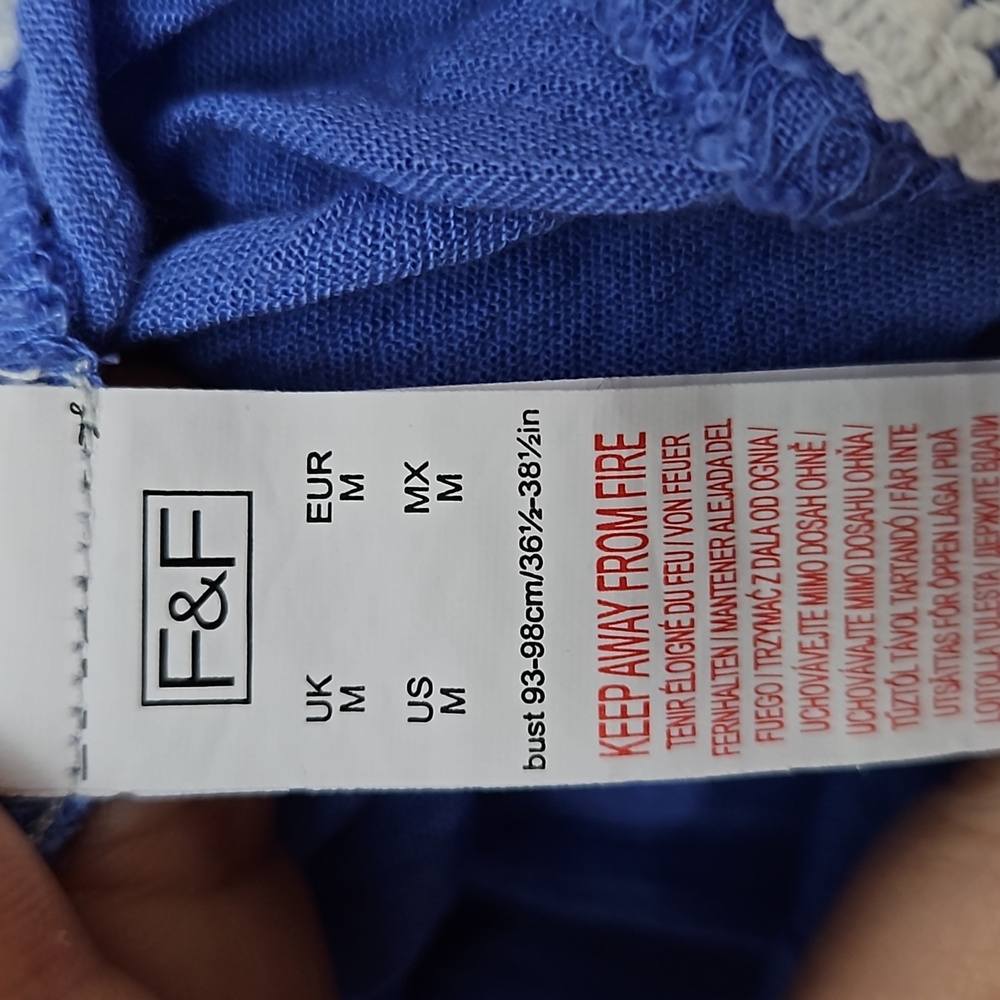 F&F
UK EUR
M M
US MX
M M
bust 93-98cm/36½-38½in
KEEP AWAY FROM FIRE
TENIR ÉLOIGNÉ DU FEU / VON FEUER
FERNHALTEN / MANTENER ALEJADA DEL
FUEGO / TRZYMAĆ Z DALA OD OGNIA /
UCHOVÁVEJTE MIMO DOSAH OHNĚ /
UCHOVÁVAJTE MIMO DOSAHU OHŇA /
TŰZTŐL TÁVOL TARTANDÓ / FÅR INTE
UTSÄTTAS FÖR ÖPPEN LÅGA